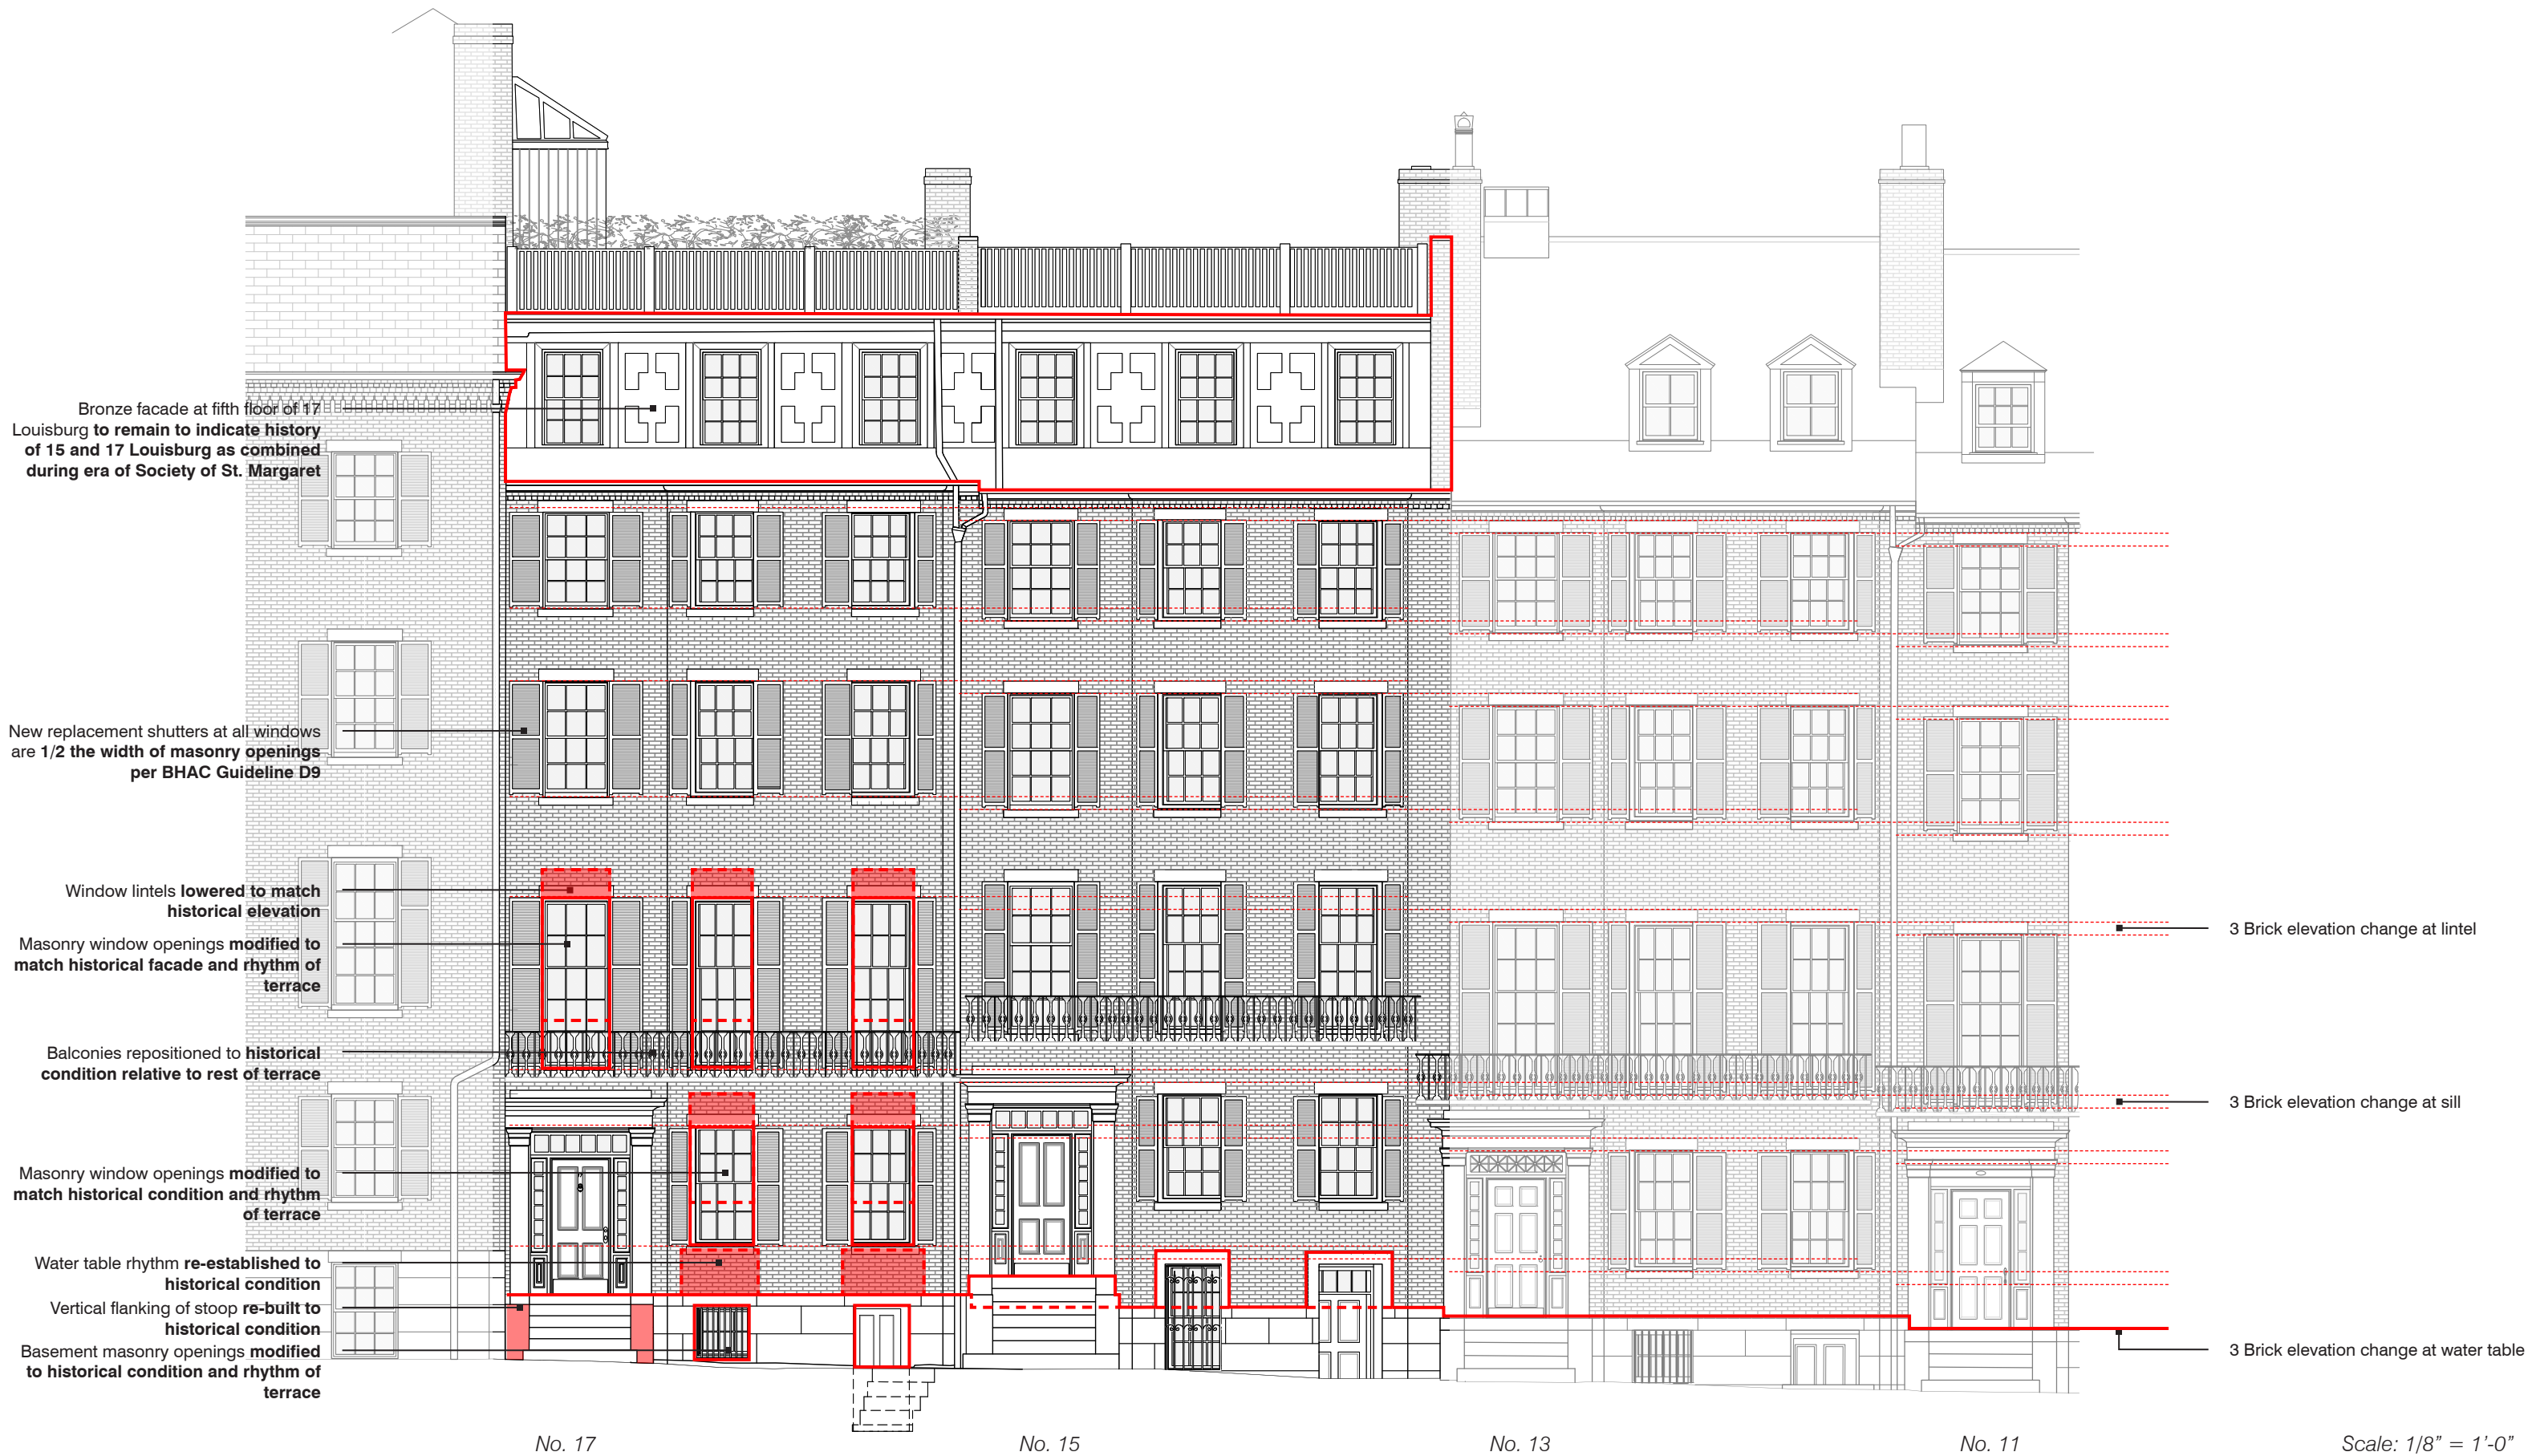 Bronze facade at fifth floor of 17
Louisburg to remain to indicate history
of 15 and 17 Louisburg as combined
during era of Society of St. Margaret
New replacement shutters at all windows
are 1/2 the width of masonry openings
per BHAC Guideline D9
Window lintels lowered to match
historical elevation
Masonry window openings modified to
match historical facade and rhythm of
terrace
Balconies repositioned to historical
condition relative to rest of terrace
Masonry window openings modified to
match historical condition and rhythm
of terrace
Water table rhythm re-established to
historical condition
Vertical flanking of stoop re-built to
historical condition
Basement masonry openings modified
to historical condition and rhythm of
terrace
3 Brick elevation change at lintel
3 Brick elevation change at sill
3 Brick elevation change at water table
No. 17
No. 15
No. 13
No. 11
Scale: 1/8” = 1’-0”